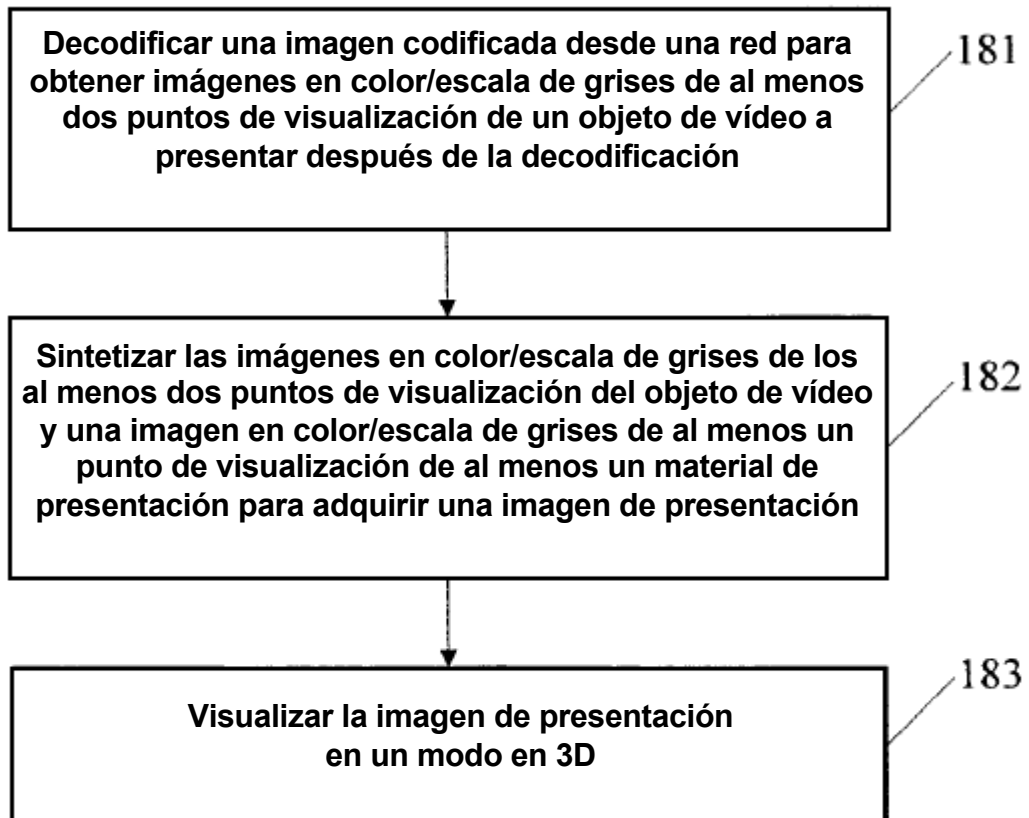 Decodificar una imagen codificada desde una red para
obtener imágenes en color/escala de grises de al menos
dos puntos de visualización de un objeto de vídeo a
presentar después de la decodificación
181
Sintetizar las imágenes en color/escala de grises de los
al menos dos puntos de visualización del objeto de vídeo
y una imagen en color/escala de grises de al menos un
punto de visualización de al menos un material de
presentación para adquirir una imagen de presentación
182
Visualizar la imagen de presentación
en un modo en 3D
183